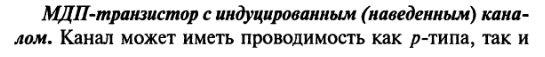 МДП-транзистор с индуцированным (наведенным) кана-
лом. Канал может иметь проводимость как p-типа, так и